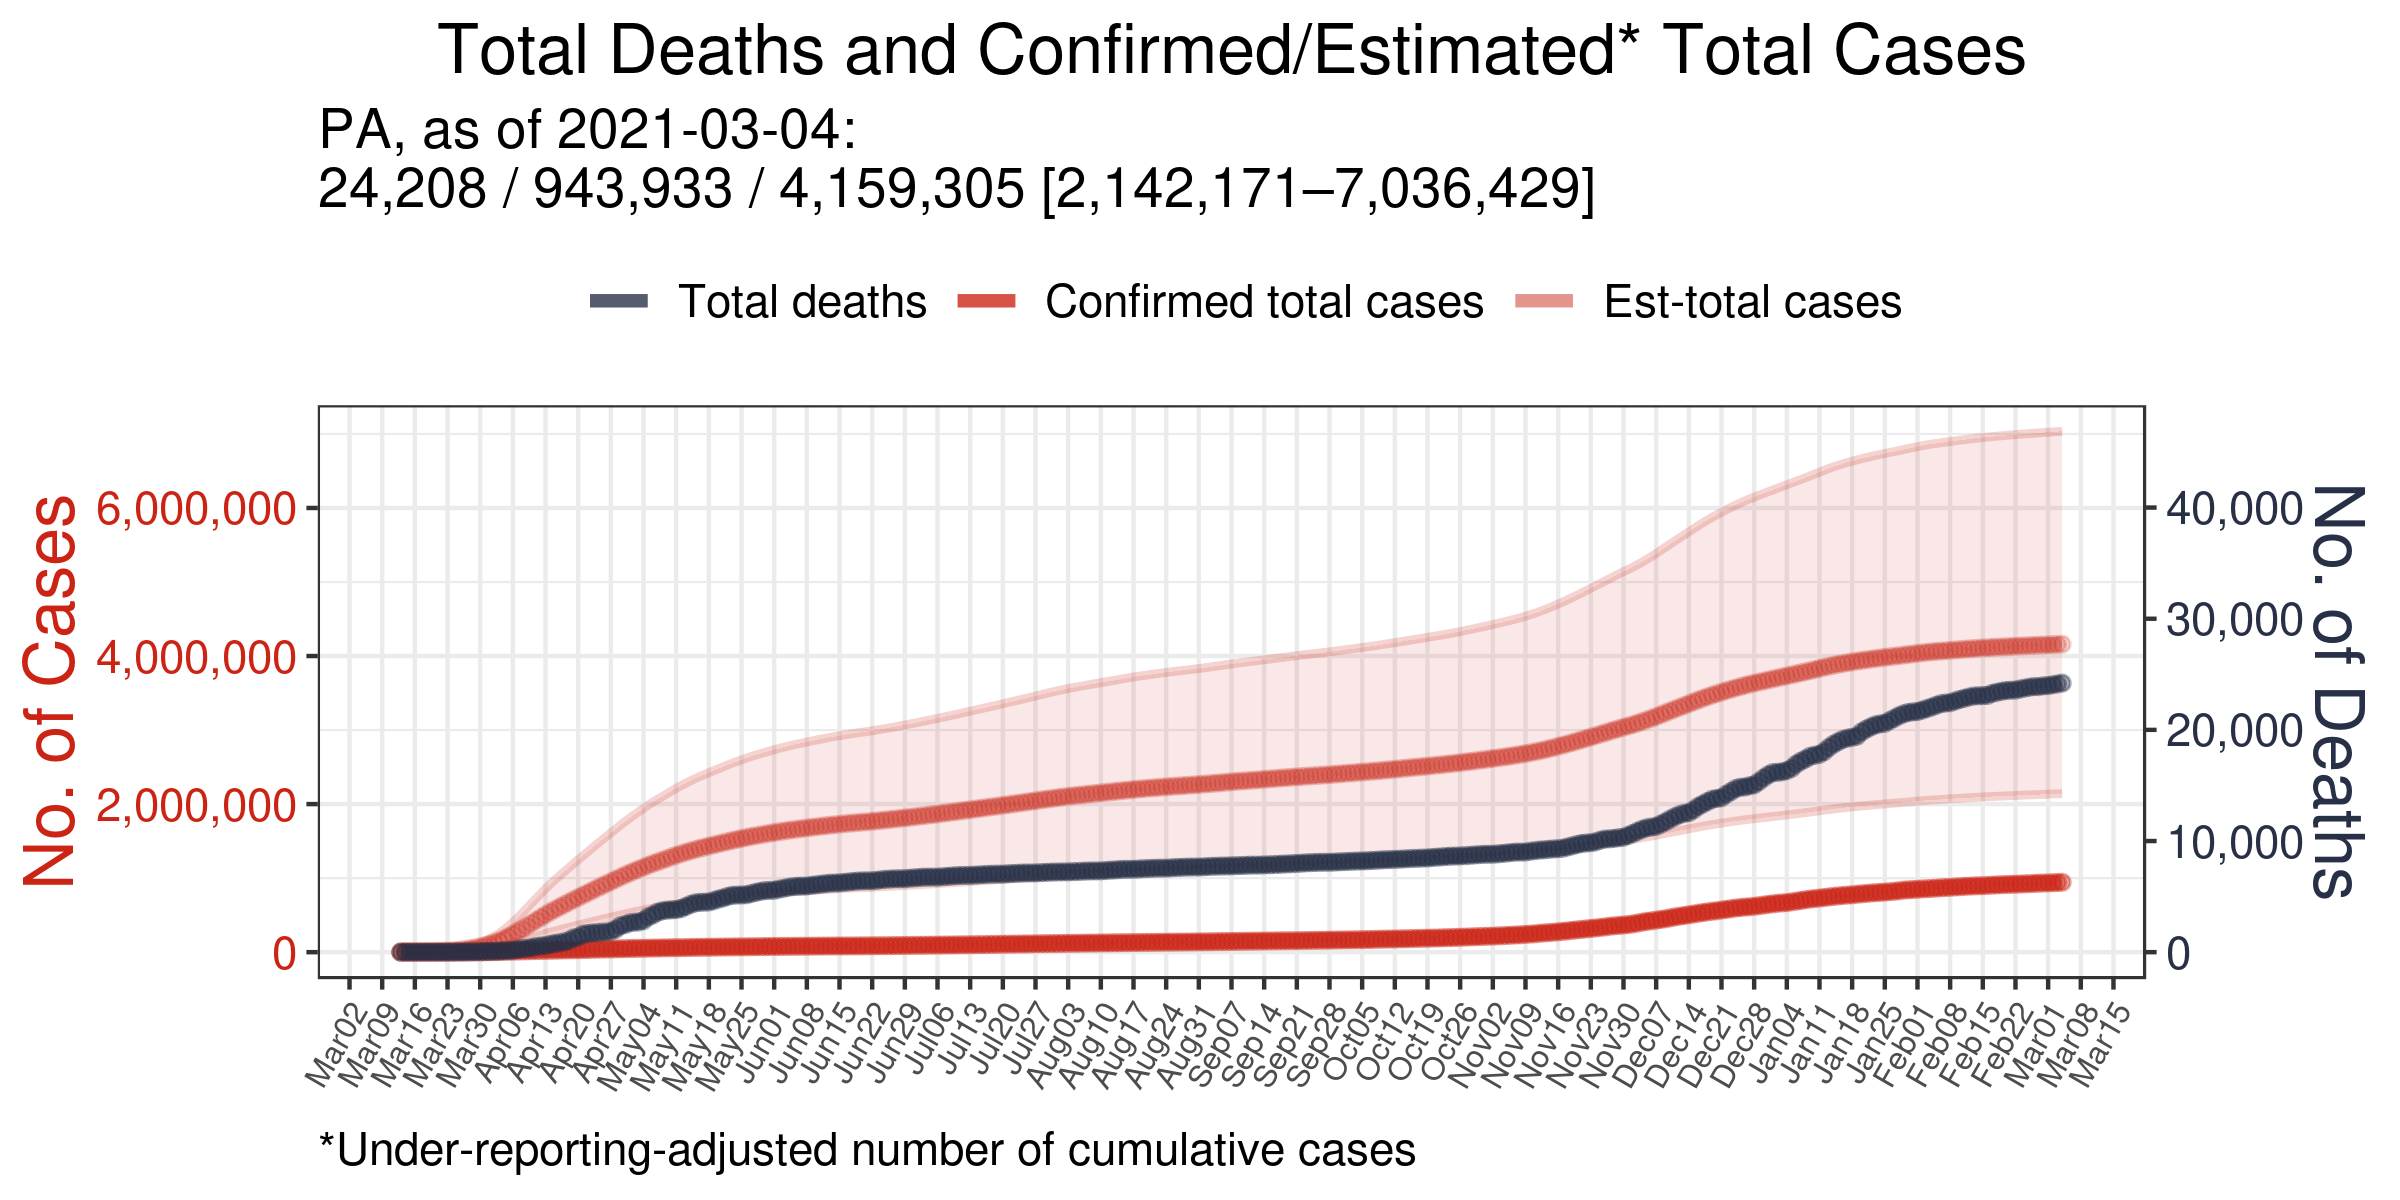 Total Deaths and Confirmed/Estimated* Total Cases
PA, as of 2021-03-04:
24,208 / 943,933 / 4,159,305 [2,142,171–7,036,429]
Total deaths
Confirmed total cases
Est-total cases
No. of Cases
6,000,000
4,000,000
2,000,000
0
40,000
30,000
20,000
10,000
0
No. of Deaths
Mar02
Mar09
Mar16
Mar23
Mar30
Apr06
Apr13
Apr20
Apr27
May04
May11
May18
May25
Jun01
Jun08
Jun15
Jun22
Jun29
Jul06
Jul13
Jul20
Jul27
Aug03
Aug10
Aug17
Aug24
Aug31
Sep07
Sep14
Sep21
Sep28
Oct05
Oct12
Oct19
Oct26
Nov02
Nov09
Nov16
Nov23
Nov30
Dec07
Dec14
Dec21
Dec28
Jan04
Jan11
Jan18
Jan25
Feb01
Feb08
Feb15
Feb22
Mar01
Mar08
Mar15
*Under-reporting-adjusted number of cumulative cases